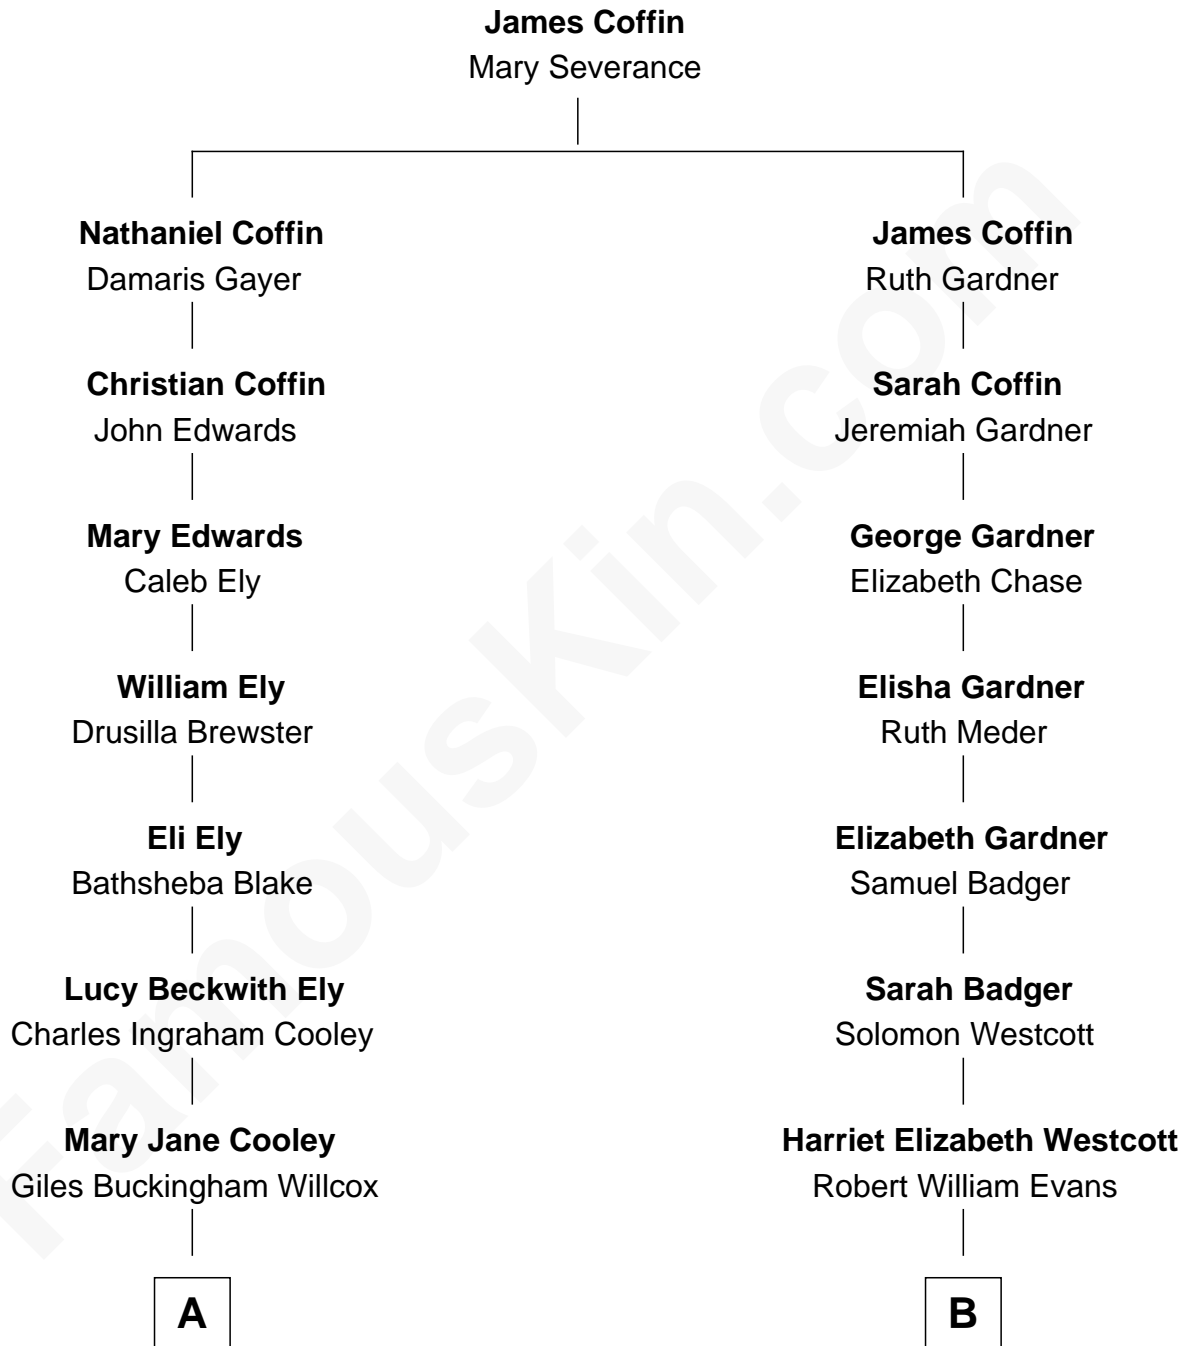 James Coffin
Mary Severance
Nathaniel Coffin
Damaris Gayer
James Coffin
Ruth Gardner
Christian Coffin
John Edwards
Sarah Coffin
Jeremiah Gardner
Mary Edwards
Caleb Ely
George Gardner
Elizabeth Chase
William Ely
Drusilla Brewster
Elisha Gardner
Ruth Meder
Eli Ely
Bathsheba Blake
Elizabeth Gardner
Samuel Badger
Lucy Beckwith Ely
Charles Ingraham Cooley
Sarah Badger
Solomon Westcott
Mary Jane Cooley
Giles Buckingham Willcox
Harriet Elizabeth Westcott
Robert William Evans
A
B
FamousKin.com